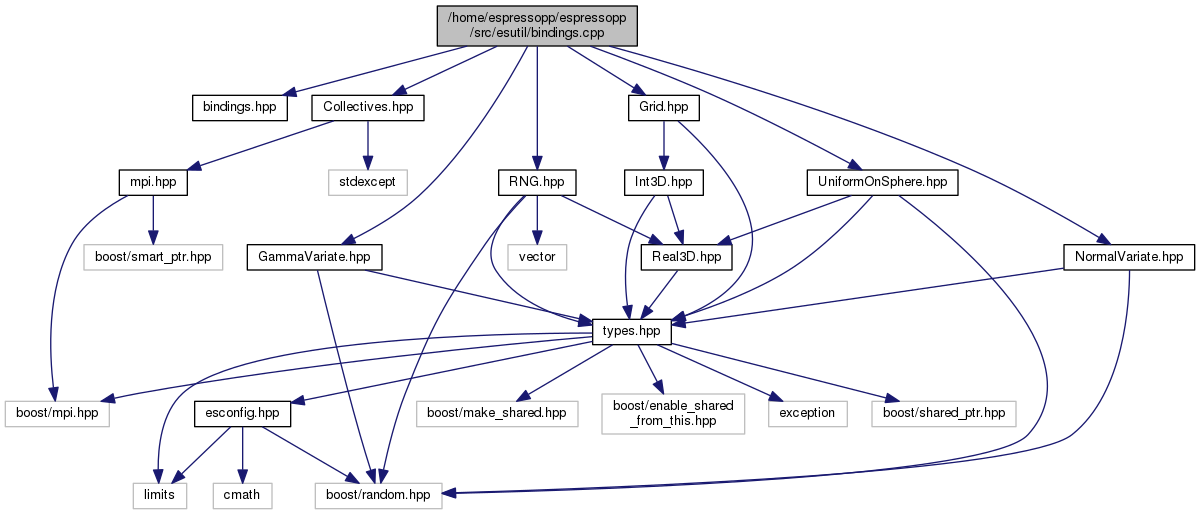 /home/espressopp/espressopp
/src/esutil/bindings.cpp
bindings.hpp
Collectives.hpp
Grid.hpp
mpi.hpp
stdexcept
RNG.hpp
Int3D.hpp
UniformOnSphere.hpp
boost/smart_ptr.hpp
GammaVariate.hpp
vector
Real3D.hpp
NormalVariate.hpp
types.hpp
boost/mpi.hpp
esconfig.hpp
boost/make_shared.hpp
boost/enable_shared
_from_this.hpp
exception
boost/shared_ptr.hpp
limits
cmath
boost/random.hpp